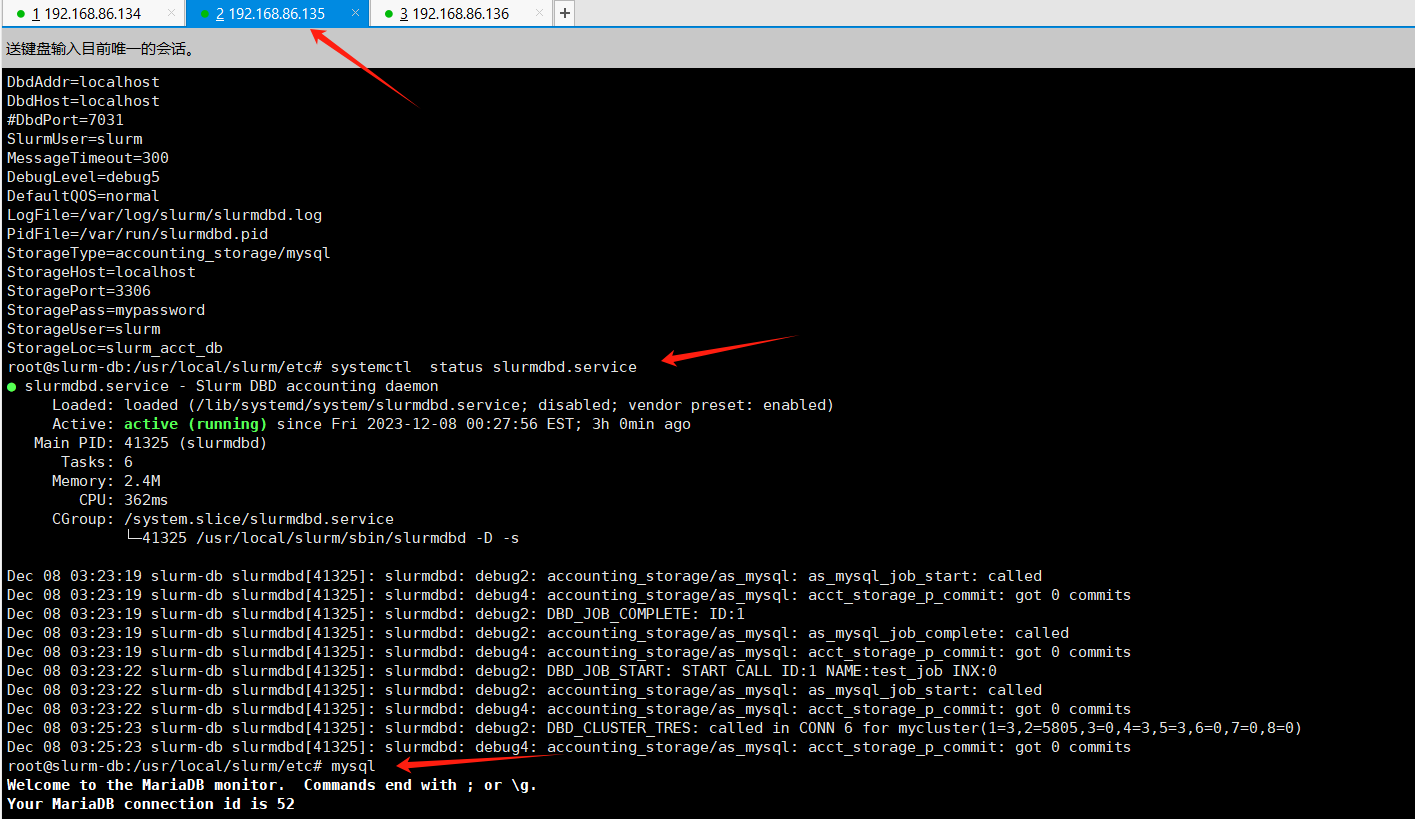 1 192.168.86.134 × 2 192.168.86.135 × 3 192.168.86.136 × +
送键盘输入目前唯一的会话。
DbdAddr=localhost
DbdHost=localhost
#DbdPort=7031
SlurmUser=slurm
MessageTimeout=300
DebugLevel=debug5
DefaultQOS=normal
LogFile=/var/log/slurm/slurmdbd.log
PidFile=/var/run/slurmdbd.pid
StorageType=accounting_storage/mysql
StorageHost=localhost
StoragePort=3306
StoragePass=mypassword
StorageUser=slurm
StorageLoc=slurm_acct_db
root@slurm-db:/usr/local/slurm/etc# systemctl  status slurmdbd.service
● slurmdbd.service - Slurm DBD accounting daemon
     Loaded: loaded (/lib/systemd/system/slurmdbd.service; disabled; vendor preset: enabled)
     Active: active (running) since Fri 2023-12-08 00:27:56 EST; 3h 0min ago
   Main PID: 41325 (slurmdbd)
      Tasks: 6
     Memory: 2.4M
        CPU: 362ms
     CGroup: /system.slice/slurmdbd.service
             └─41325 /usr/local/slurm/sbin/slurmdbd -D -s
Dec 08 03:23:19 slurm-db slurmdbd[41325]: slurmdbd: debug2: accounting_storage/as_mysql: as_mysql_job_start: called
Dec 08 03:23:19 slurm-db slurmdbd[41325]: slurmdbd: debug4: accounting_storage/as_mysql: acct_storage_p_commit: got 0 commits
Dec 08 03:23:19 slurm-db slurmdbd[41325]: slurmdbd: debug2: DBD_JOB_COMPLETE: ID:1
Dec 08 03:23:19 slurm-db slurmdbd[41325]: slurmdbd: debug2: accounting_storage/as_mysql: as_mysql_job_complete: called
Dec 08 03:23:19 slurm-db slurmdbd[41325]: slurmdbd: debug4: accounting_storage/as_mysql: acct_storage_p_commit: got 0 commits
Dec 08 03:23:22 slurm-db slurmdbd[41325]: slurmdbd: debug2: DBD_JOB_START: START CALL ID:1 NAME:test_job INX:0
Dec 08 03:23:22 slurm-db slurmdbd[41325]: slurmdbd: debug2: accounting_storage/as_mysql: as_mysql_job_start: called
Dec 08 03:23:22 slurm-db slurmdbd[41325]: slurmdbd: debug4: accounting_storage/as_mysql: acct_storage_p_commit: got 0 commits
Dec 08 03:25:23 slurm-db slurmdbd[41325]: slurmdbd: debug2: DBD_CLUSTER_TRES: called in CONN 6 for mycluster(1=3,2=5805,3=0,4=3,5=3,6=0,7=0,8=0)
Dec 08 03:25:23 slurm-db slurmdbd[41325]: slurmdbd: debug4: accounting_storage/as_mysql: acct_storage_p_commit: got 0 commits
root@slurm-db:/usr/local/slurm/etc# mysql
Welcome to the MariaDB monitor.  Commands end with ; or \g.
Your MariaDB connection id is 52